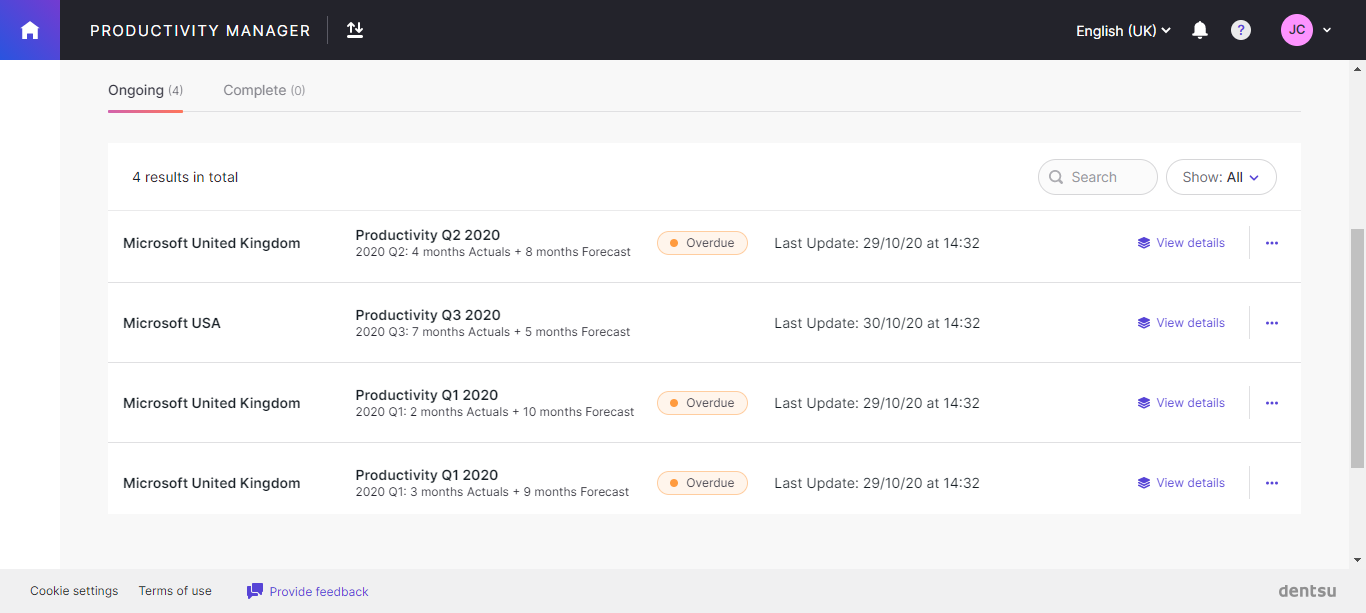 PRODUCTIVITY MANAGER English (UK) ? JC
Ongoing (4) Complete (0)
4 results in total Search Show: All
Microsoft United Kingdom Productivity Q2 2020 Overdue Last Update: 29/10/20 at 14:32 View details
2020 Q2: 4 months Actuals + 8 months Forecast
Microsoft USA Productivity Q3 2020 Last Update: 30/10/20 at 14:32 View details
2020 Q3: 7 months Actuals + 5 months Forecast
Microsoft United Kingdom Productivity Q1 2020 Overdue Last Update: 29/10/20 at 14:32 View details
2020 Q1: 2 months Actuals + 10 months Forecast
Microsoft United Kingdom Productivity Q1 2020 Overdue Last Update: 29/10/20 at 14:32 View details
2020 Q1: 3 months Actuals + 9 months Forecast
Cookie settings Terms of use Provide feedback dentsu